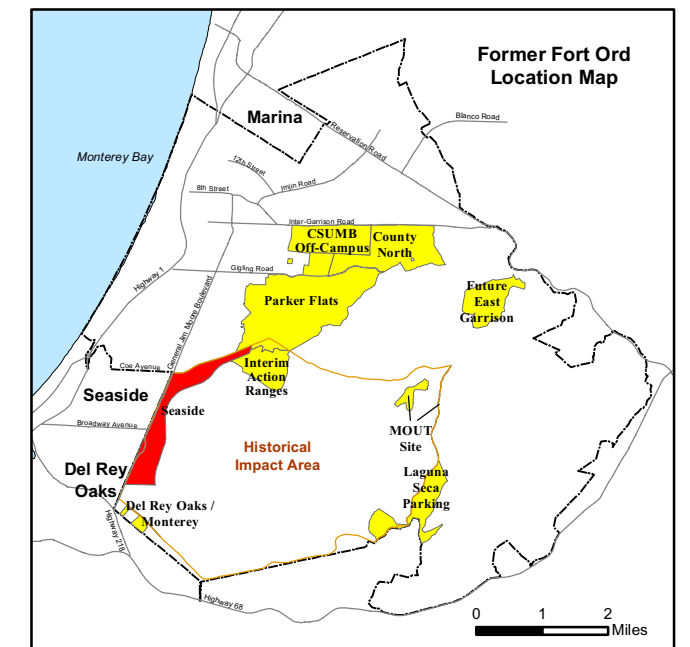 Former Fort Ord
Location Map
Marina
Blanco Road
Reservation Road
Monterey Bay
12th Street
Imjin Road
8th Street
Inter-Garrison Road
CSUMB
Off-Campus
County
North
Gigling Road
Highway 1
General Jim Moore Boulevard
Parker Flats
Future
East
Garrison
Coe Avenue
Interim
Action
Ranges
Seaside
Seaside
Broadway Avenue
MOUT
Site
Historical
Impact Area
Del Rey
Oaks
Laguna
Seca
Parking
Del Rey Oaks /
Monterey
Highway 218
Highway 68
0 1 2
Miles